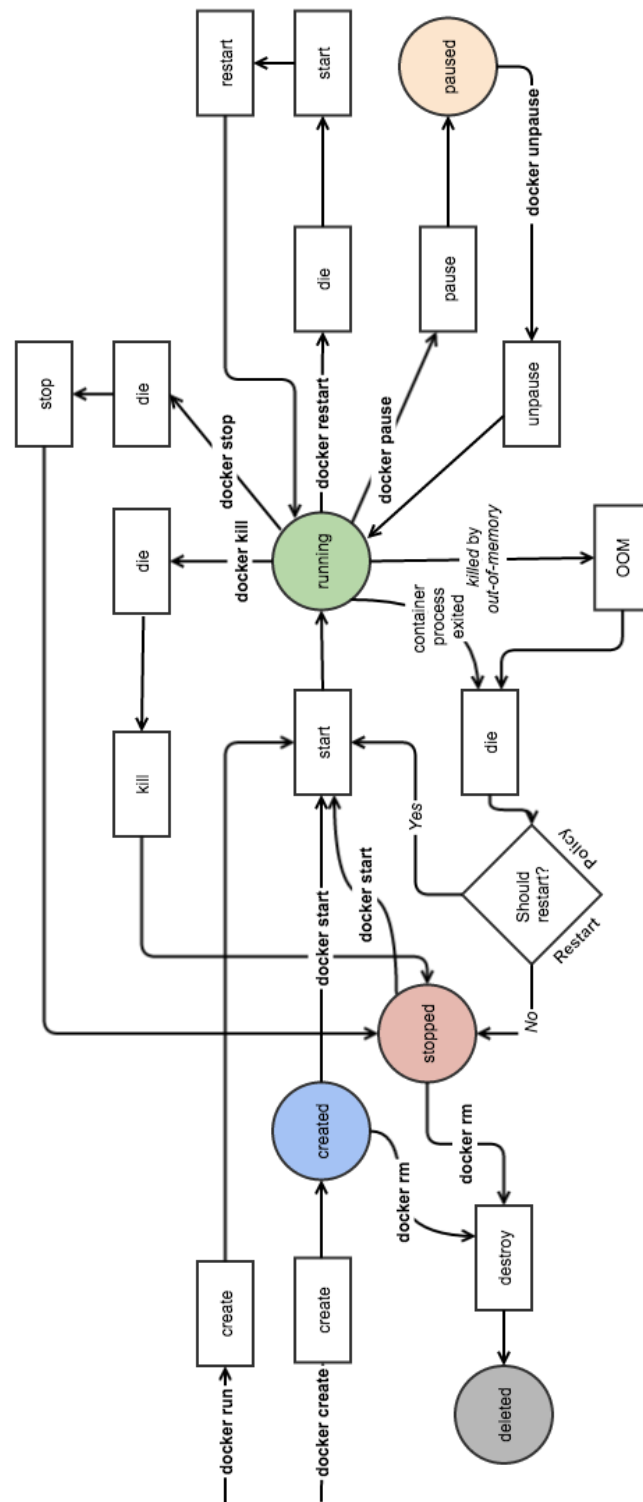 docker run
create
docker create
create
created
docker start
docker rm
destroy
deleted
docker rm
stopped
docker start
start
running
docker kill
die
kill
docker stop
die
stop
docker restart
die
start
restart
docker pause
pause
paused
docker unpause
unpause
killed by
out-of-memory
OOM
container
process
exited
die
Should
restart?
Restart
Policy
Yes
No